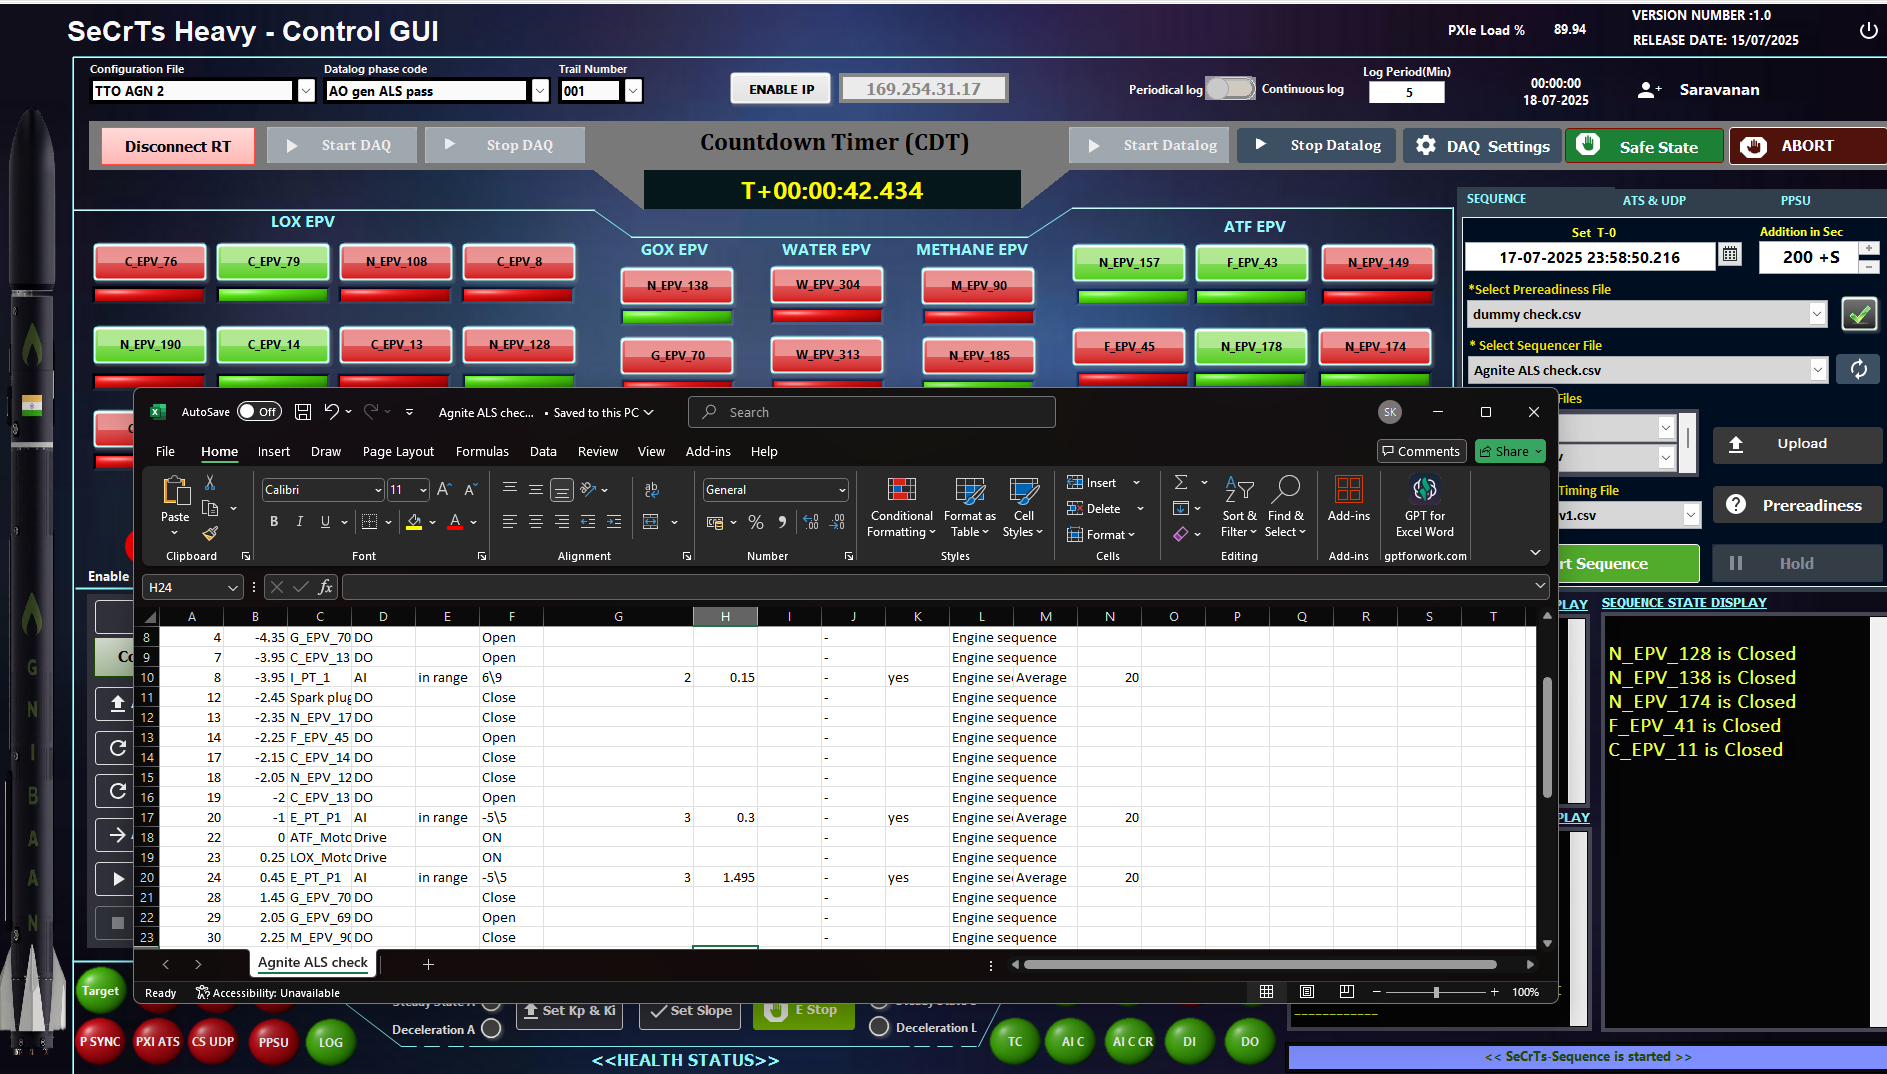 SeCrTs Heavy - Control GUI
PXIe Load %
89.94
VERSION NUMBER :1.0
RELEASE DATE: 15/07/2025
Configuration File
Datalog phase code
Trail Number
TTO AGN 2
AO gen ALS pass
001
ENABLE IP
169.254.31.17
Periodical log
Continuous log
Log Period(Min)
5
00:00:00
18-07-2025
Saravanan
Disconnect RT
Start DAQ
Stop DAQ
Countdown Timer (CDT)
T+00:00:42.434
Start Datalog
Stop Datalog
DAQ Settings
Safe State
ABORT
LOX EPV
C_EPV_76
C_EPV_79
N_EPV_108
C_EPV_8
N_EPV_190
C_EPV_14
C_EPV_13
N_EPV_128
GOX EPV
N_EPV_138
G_EPV_70
WATER EPV
W_EPV_304
W_EPV_313
METHANE EPV
M_EPV_90
N_EPV_185
ATF EPV
N_EPV_157
F_EPV_43
N_EPV_149
F_EPV_45
N_EPV_178
N_EPV_174
SEQUENCE
ATS & UDP
PPSU
Set T-0
Addition in Sec
17-07-2025 23:58:50.216
200 +S
*Select Prereadiness File
dummy check.csv
* Select Sequencer File
Agnite ALS check.csv
Files
Upload
Timing File
v1.csv
Prereadiness
rt Sequence
Hold
PLAY
SEQUENCE STATE DISPLAY
N_EPV_128 is Closed
N_EPV_138 is Closed
N_EPV_174 is Closed
F_EPV_41 is Closed
C_EPV_11 is Closed
PLAY
AutoSave Off
Agnite ALS chec... • Saved to this PC
Search
SK
File Home Insert Draw Page Layout Formulas Data Review View Add-ins Help
Comments
Share
Paste
Clipboard
Calibri
11
B I U
Font
Alignment
General
Number
Conditional Formatting
Format as Table
Cell Styles
Styles
Insert
Delete
Format
Cells
Sort & Filter
Find & Select
Editing
Add-ins
Add-ins
GPT for Excel Word
gptforwork.com
Enable
H24
fx
A B C D E F G H I J K L M N O P Q R S T
8 4 -4.35 G_EPV_70 DO Open - Engine sequence
9 7 -3.95 C_EPV_13 DO Open - Engine sequence
10 8 -3.95 I_PT_1 AI in range 6\9 2 0.15 - yes Engine se Average 20
11 12 -2.45 Spark plug DO Close - Engine sequence
12 13 -2.35 N_EPV_17 DO Close - Engine sequence
13 14 -2.25 F_EPV_45 DO Open - Engine sequence
14 17 -2.15 C_EPV_14 DO Close - Engine sequence
15 18 -2.05 N_EPV_12 DO Close - Engine sequence
16 19 -2 C_EPV_13 DO Open - Engine sequence
17 20 -1 E_PT_P1 AI in range -5\5 3 0.3 - yes Engine se Average 20
18 22 0 ATF_Moto Drive ON - Engine sequence
19 23 0.25 LOX_Moto Drive ON - Engine sequence
20 24 0.45 E_PT_P1 AI in range -5\5 3 1.495 - yes Engine se Average 20
21 28 1.45 G_EPV_70 DO Close - Engine sequence
22 29 2.05 G_EPV_69 DO Open - Engine sequence
23 30 2.25 M_EPV_90 DO Close - Engine sequence
Agnite ALS check
Ready
Accessibility: Unavailable
100%
AGNIBAAN
Target
P SYNC
PXI ATS
CS UDP
PPSU
LOG
Deceleration A
Set Kp & Ki
Set Slope
E Stop
Deceleration L
<<HEALTH STATUS>>
TC
AI C
AI C CR
DI
DO
------------
<< SeCrTs-Sequence is started >>